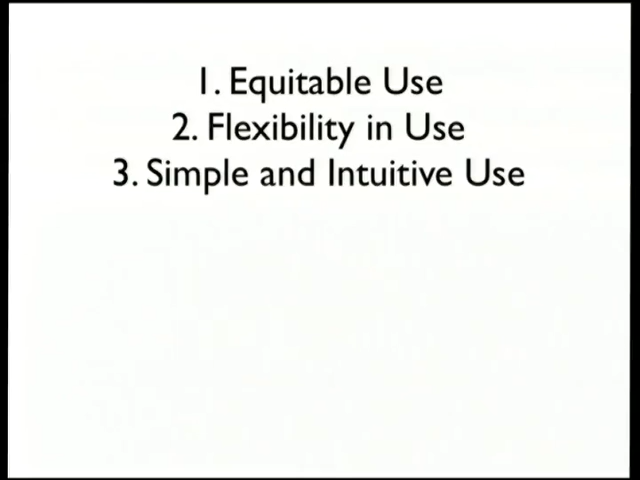 1. Equitable Use
2. Flexibility in Use
3. Simple and Intuitive Use